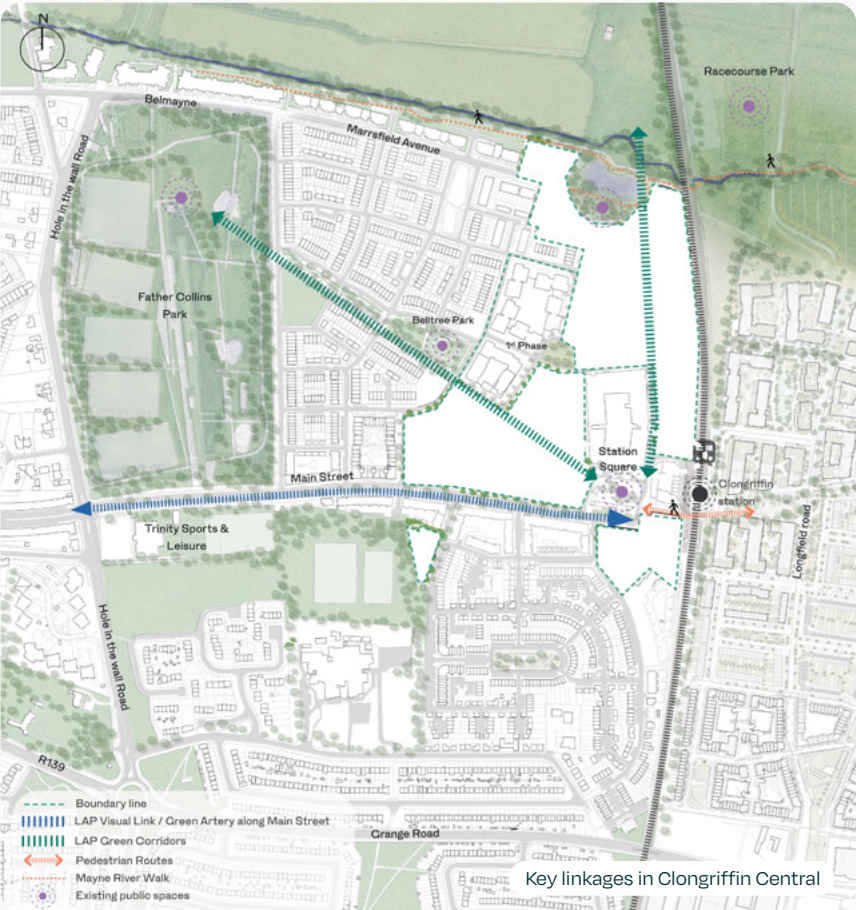 N
Racecourse Park
Belmayne
Marrsfield Avenue
Hole in the wall Road
Father Collins
Park
Belltree Park
1st Phase
Station
Square
Main Street
Clongriffin
station
Trinity Sports &
Leisure
Longfield road
Hole in the wall Road
R139
Grange Road
Boundary line
LAP Visual Link / Green Artery along Main Street
LAP Green Corridors
Pedestrian Routes
Mayne River Walk
Existing public spaces
Key linkages in Clongriffin Central